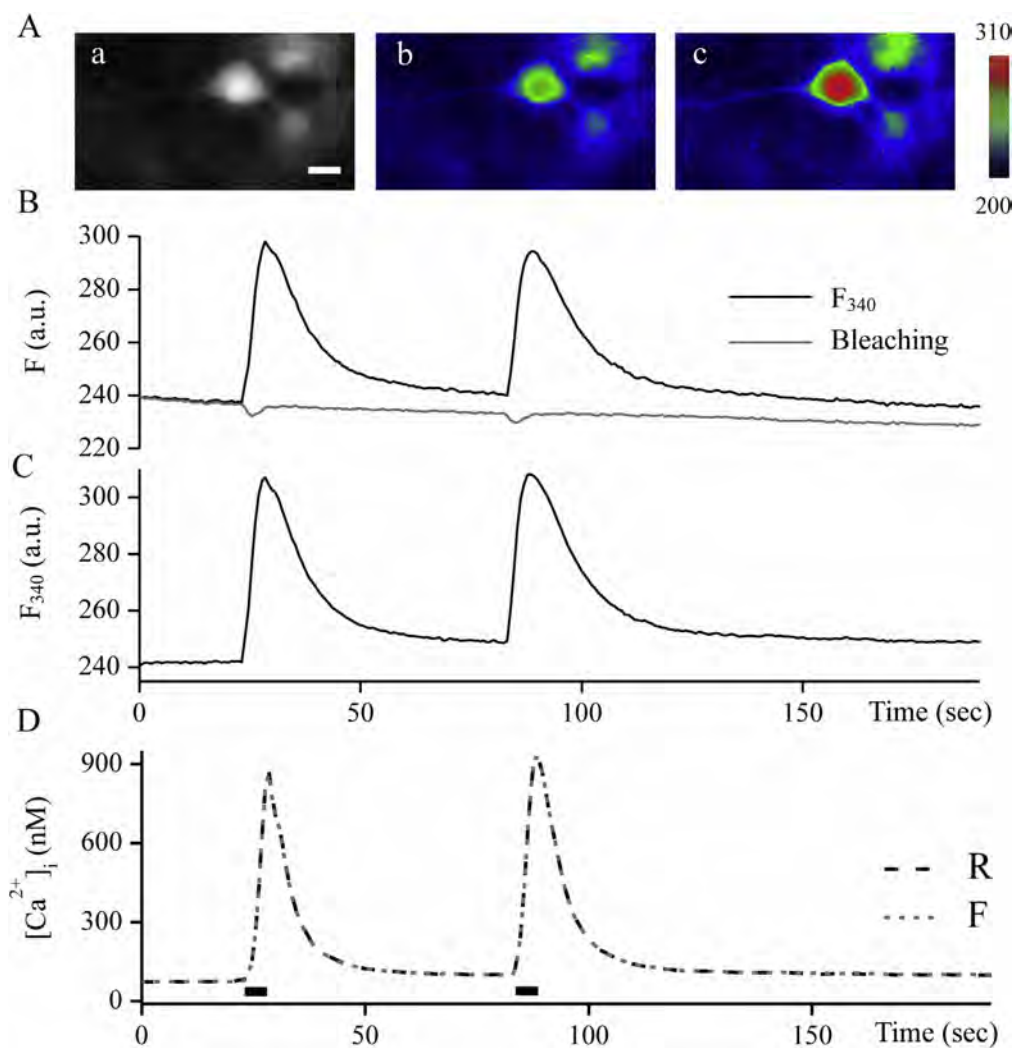 A
a
b
c
310
200
B
300
280
260
240
220
F (a.u.)
F340
Bleaching
C
300
280
260
240
F340 (a.u.)
0
50
100
150
Time (sec)
D
900
600
300
0
[Ca2+]i (nM)
R
F
0
50
100
150
Time (sec)